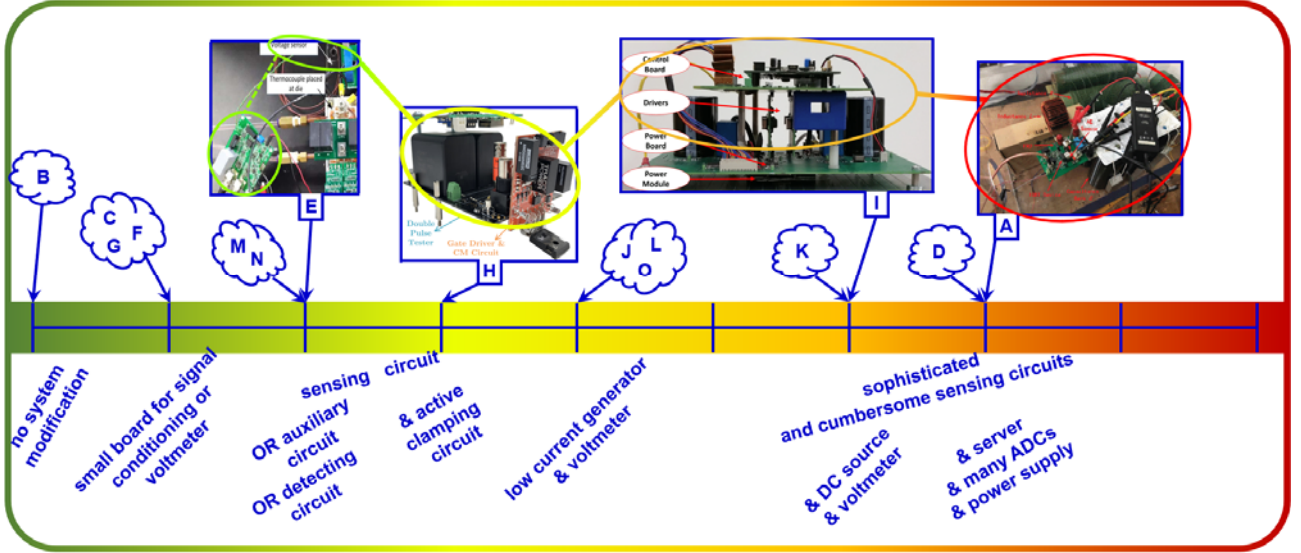 Voltage sensor
Thermocouple placed
at die
Control
Board
Drivers
Power
Board
Power
Module
B
C
F
G
M
N
E
Double
Pulse
Tester
Gate Driver &
CM Circuit
H
J
L
O
K
I
D
A
no system
modification
small board for signal
conditioning or
voltmeter
sensing circuit
OR auxiliary
circuit
OR detecting
circuit
& active
clamping
circuit
low current generator
& voltmeter
sophisticated
and cumbersome sensing circuits
& DC source
& voltmeter
& server
& many ADCs
& power supply